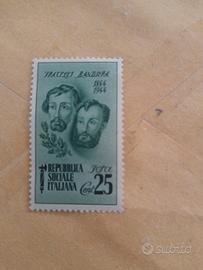 FRATELLI BANDIERA
1844
1944
REPUBBLICA
SOCIALE
ITALIANA
POSTE
Cent. 25
subito